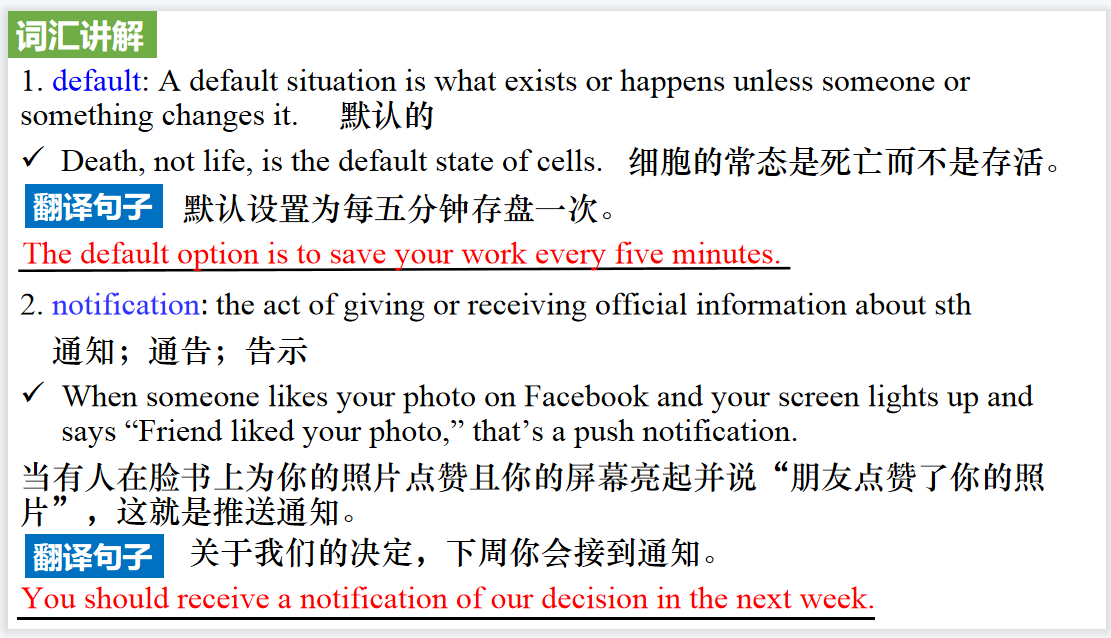 词汇讲解
1. default: A default situation is what exists or happens unless someone or
something changes it. 默认的
✓ Death, not life, is the default state of cells. 细胞的常态是死亡而不是存活。
翻译句子 默认设置为每五分钟存盘一次。
The default option is to save your work every five minutes.
2. notification: the act of giving or receiving official information about sth
通知；通告；告示
✓ When someone likes your photo on Facebook and your screen lights up and
says “Friend liked your photo,” that’s a push notification.
当有人在脸书上为你的照片点赞且你的屏幕亮起并说“朋友点赞了你的照
片”，这就是推送通知。
翻译句子 关于我们的决定，下周你会接到通知。
You should receive a notification of our decision in the next week.